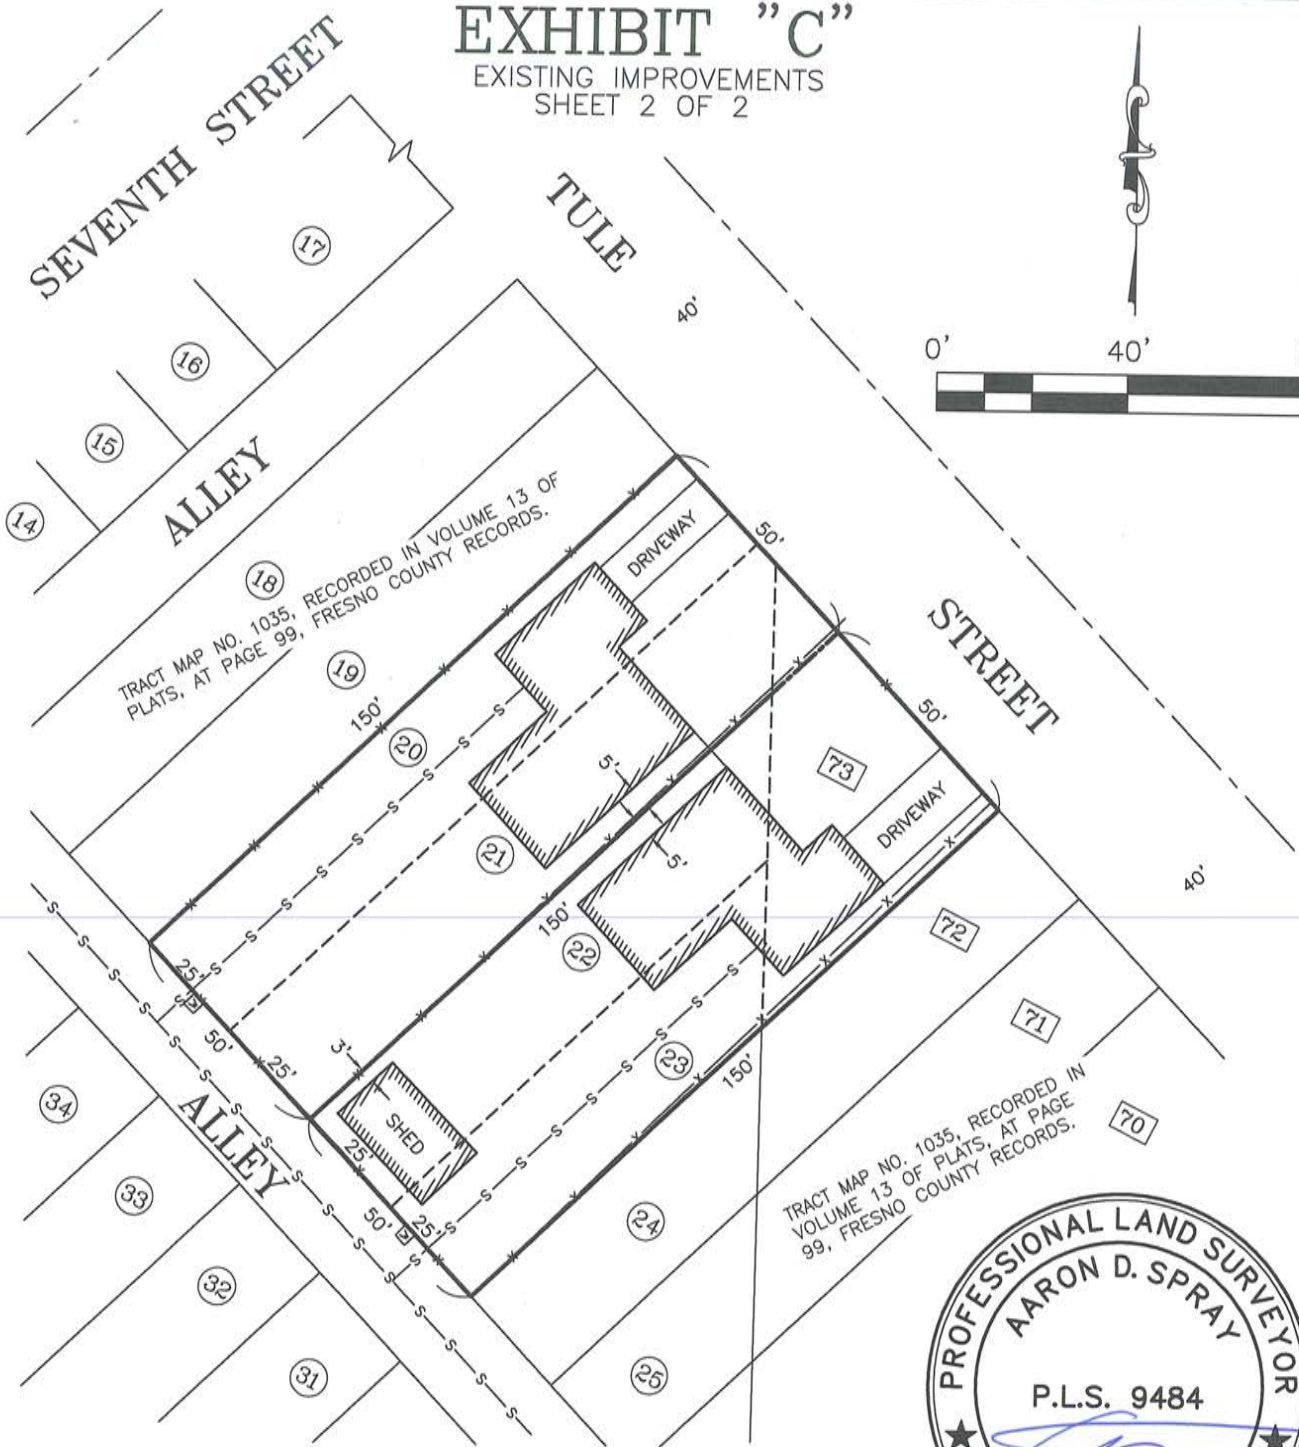 EXHIBIT "C"
EXISTING IMPROVEMENTS
SHEET 2 OF 2
SEVENTH STREET
TULE
STREET
40'
0' 40'
17
16
15
14
ALLEY
18
TRACT MAP NO. 1035, RECORDED IN VOLUME 13 OF
PLATS, AT PAGE 99, FRESNO COUNTY RECORDS.
19
150'
20
DRIVEWAY
50'
5'
21
5'
150'
22
73
50'
DRIVEWAY
40'
72
71
70
25'
50'
25'
3'
SHED
25'
50'
25'
23
150'
S S S S S S S S S
S S S S S S S S S
S S S S S S S S S S S S S S S
34
ALLEY
33
32
31
24
25
TRACT MAP NO. 1035, RECORDED IN
VOLUME 13 OF PLATS, AT PAGE
99, FRESNO COUNTY RECORDS.
PROFESSIONAL LAND SURVEYOR
AARON D. SPRAY
P.L.S. 9484